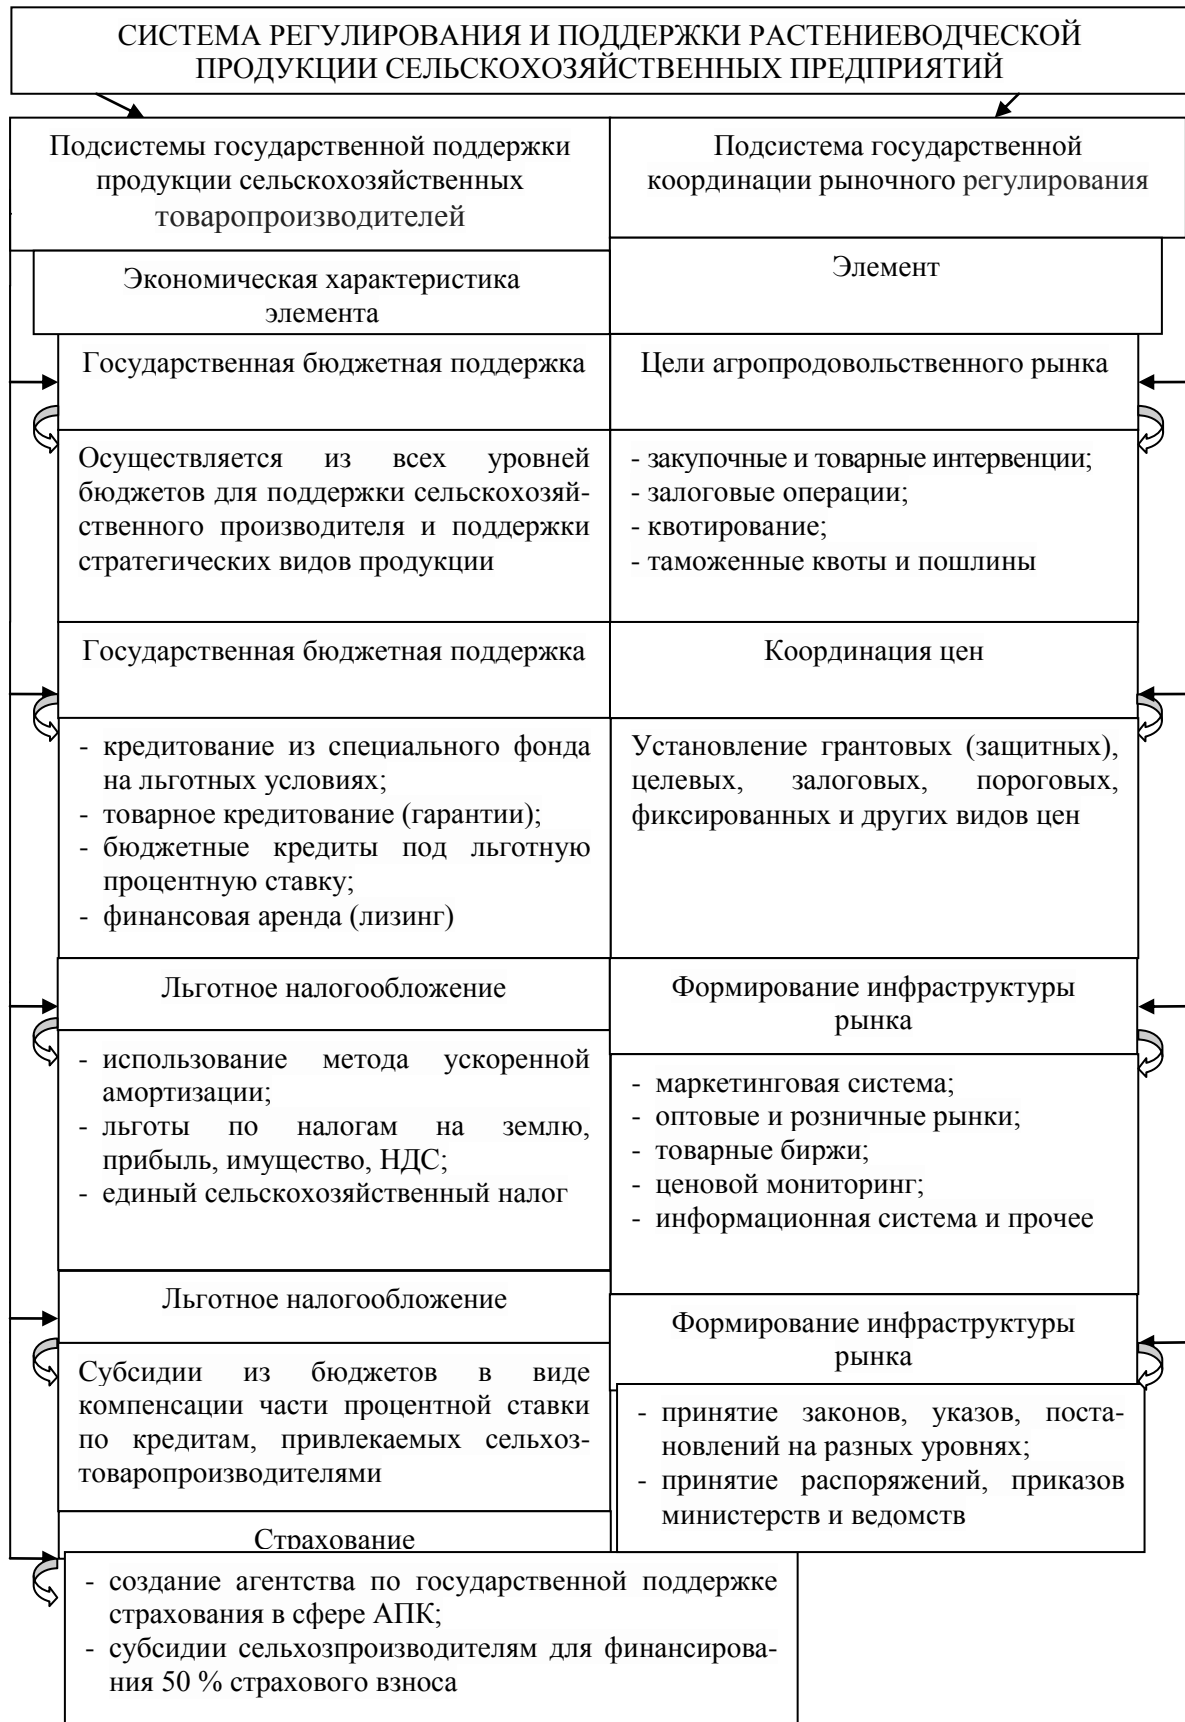 СИСТЕМА РЕГУЛИРОВАНИЯ И ПОДДЕРЖКИ РАСТЕНИЕВОДЧЕСКОЙ
ПРОДУКЦИИ СЕЛЬСКОХОЗЯЙСТВЕННЫХ ПРЕДПРИЯТИЙ
Подсистемы государственной поддержки
продукции сельскохозяйственных
товаропроизводителей
Подсистема государственной
координации рыночного регулирования
Экономическая характеристика
элемента
Элемент
Государственная бюджетная поддержка
Цели агропродовольственного рынка
Осуществляется из всех уровней
бюджетов для поддержки сельскохозяй-
ственного производителя и поддержки
стратегических видов продукции
- закупочные и товарные интервенции;
- залоговые операции;
- квотирование;
- таможенные квоты и пошлины
Государственная бюджетная поддержка
Координация цен
- кредитование из специального фонда
на льготных условиях;
- товарное кредитование (гарантии);
- бюджетные кредиты под льготную
процентную ставку;
- финансовая аренда (лизинг)
Установление грантовых (защитных),
целевых, залоговых, пороговых,
фиксированных и других видов цен
Льготное налогообложение
Формирование инфраструктуры
рынка
- использование метода ускоренной
амортизации;
- льготы по налогам на землю,
прибыль, имущество, НДС;
- единый сельскохозяйственный налог
- маркетинговая система;
- оптовые и розничные рынки;
- товарные биржи;
- ценовой мониторинг;
- информационная система и прочее
Льготное налогообложение
Формирование инфраструктуры
рынка
Субсидии из бюджетов в виде
компенсации части процентной ставки
по кредитам, привлекаемых сельхоз-
товаропроизводителями
- принятие законов, указов, поста-
новлений на разных уровнях;
- принятие распоряжений, приказов
министерств и ведомств
Страхование
- создание агентства по государственной поддержке
страхования в сфере АПК;
- субсидии сельхозпроизводителям для финансирова-
ния 50 % страхового взноса